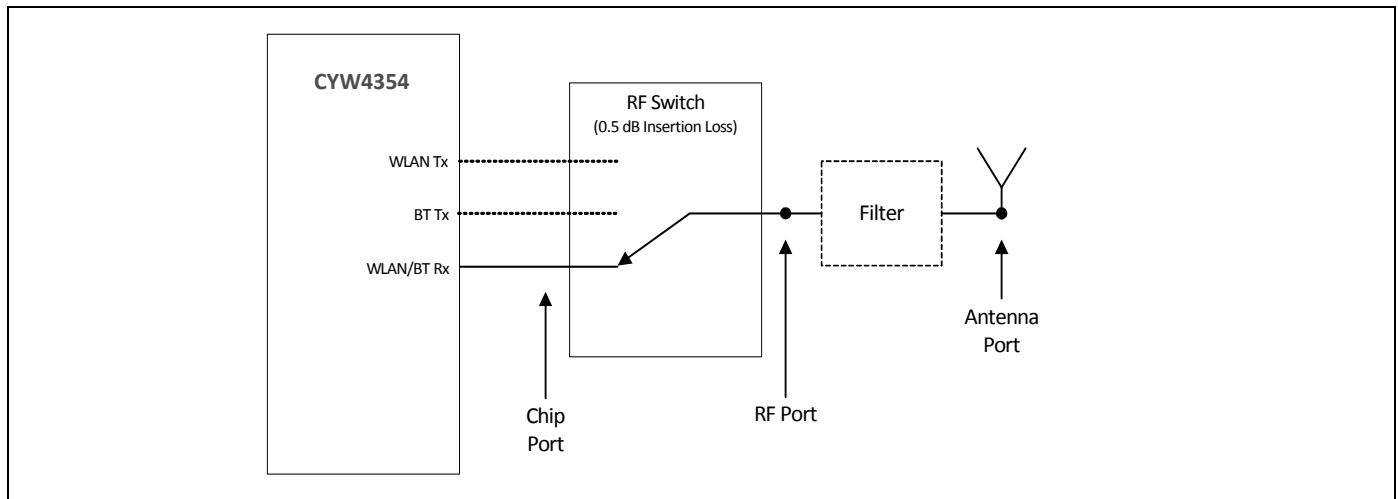 CYW4354
RF Switch
(0.5 dB Insertion Loss)
WLAN Tx
BT Tx
WLAN/BT Rx
Filter
Chip
Port
RF Port
Antenna
Port